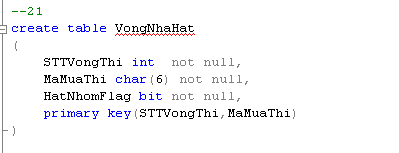 --21
create table VongNhaHat
(
STTVongThi int  not null,
MaMuaThi char(6) not null,
HatNhomFlag bit not null,
primary key(STTVongThi,MaMuaThi)
)